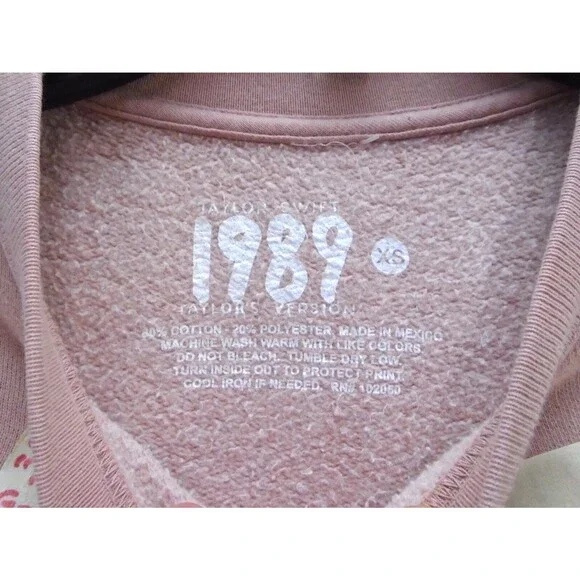 TAYLOR SWIFT
1989 XS
TAYLOR'S VERSION
80% COTTON - 20% POLYESTER. MADE IN MEXICO
MACHINE WASH WARM WITH LIKE COLORS.
DO NOT BLEACH. TUMBLE DRY LOW.
TURN INSIDE OUT TO PROTECT PRINT.
COOL IRON IF NEEDED. RN# 102060